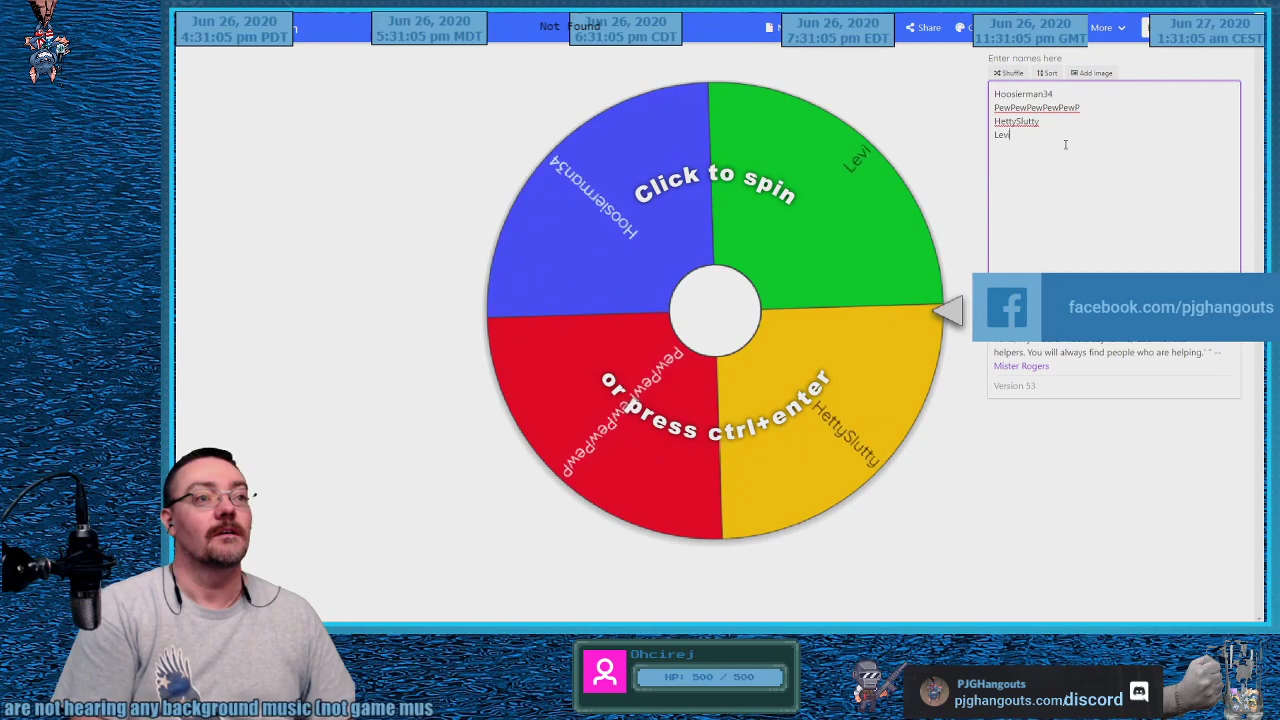 Jun 26, 2020
4:31:05 pm PDT
Jun 26, 2020
5:31:05 pm MDT
Not Found
Jun 26, 2020
6:31:05 pm CDT
Jun 26, 2020
7:31:05 pm EDT
Share
Jun 26, 2020
11:31:05 pm GMT
More
Jun 27, 2020
1:31:05 am CEST
Enter names here
Shuffle
Sort
Add image
Hoosierman34
PewPewPewPewPewP
HettySlutty
Levi
Hoosierman34
Levi
Click to spin
PewPewPewPewPewP
HettySlutty
or press ctrl+enter
facebook.com/pjghangouts
helpers. You will always find people who are helping.' " --
Mister Rogers
Version 53
Ohcirej
HP: 500 / 500
PJGHangouts
pjghangouts.com/discord
are not hearing any background music (not game mus